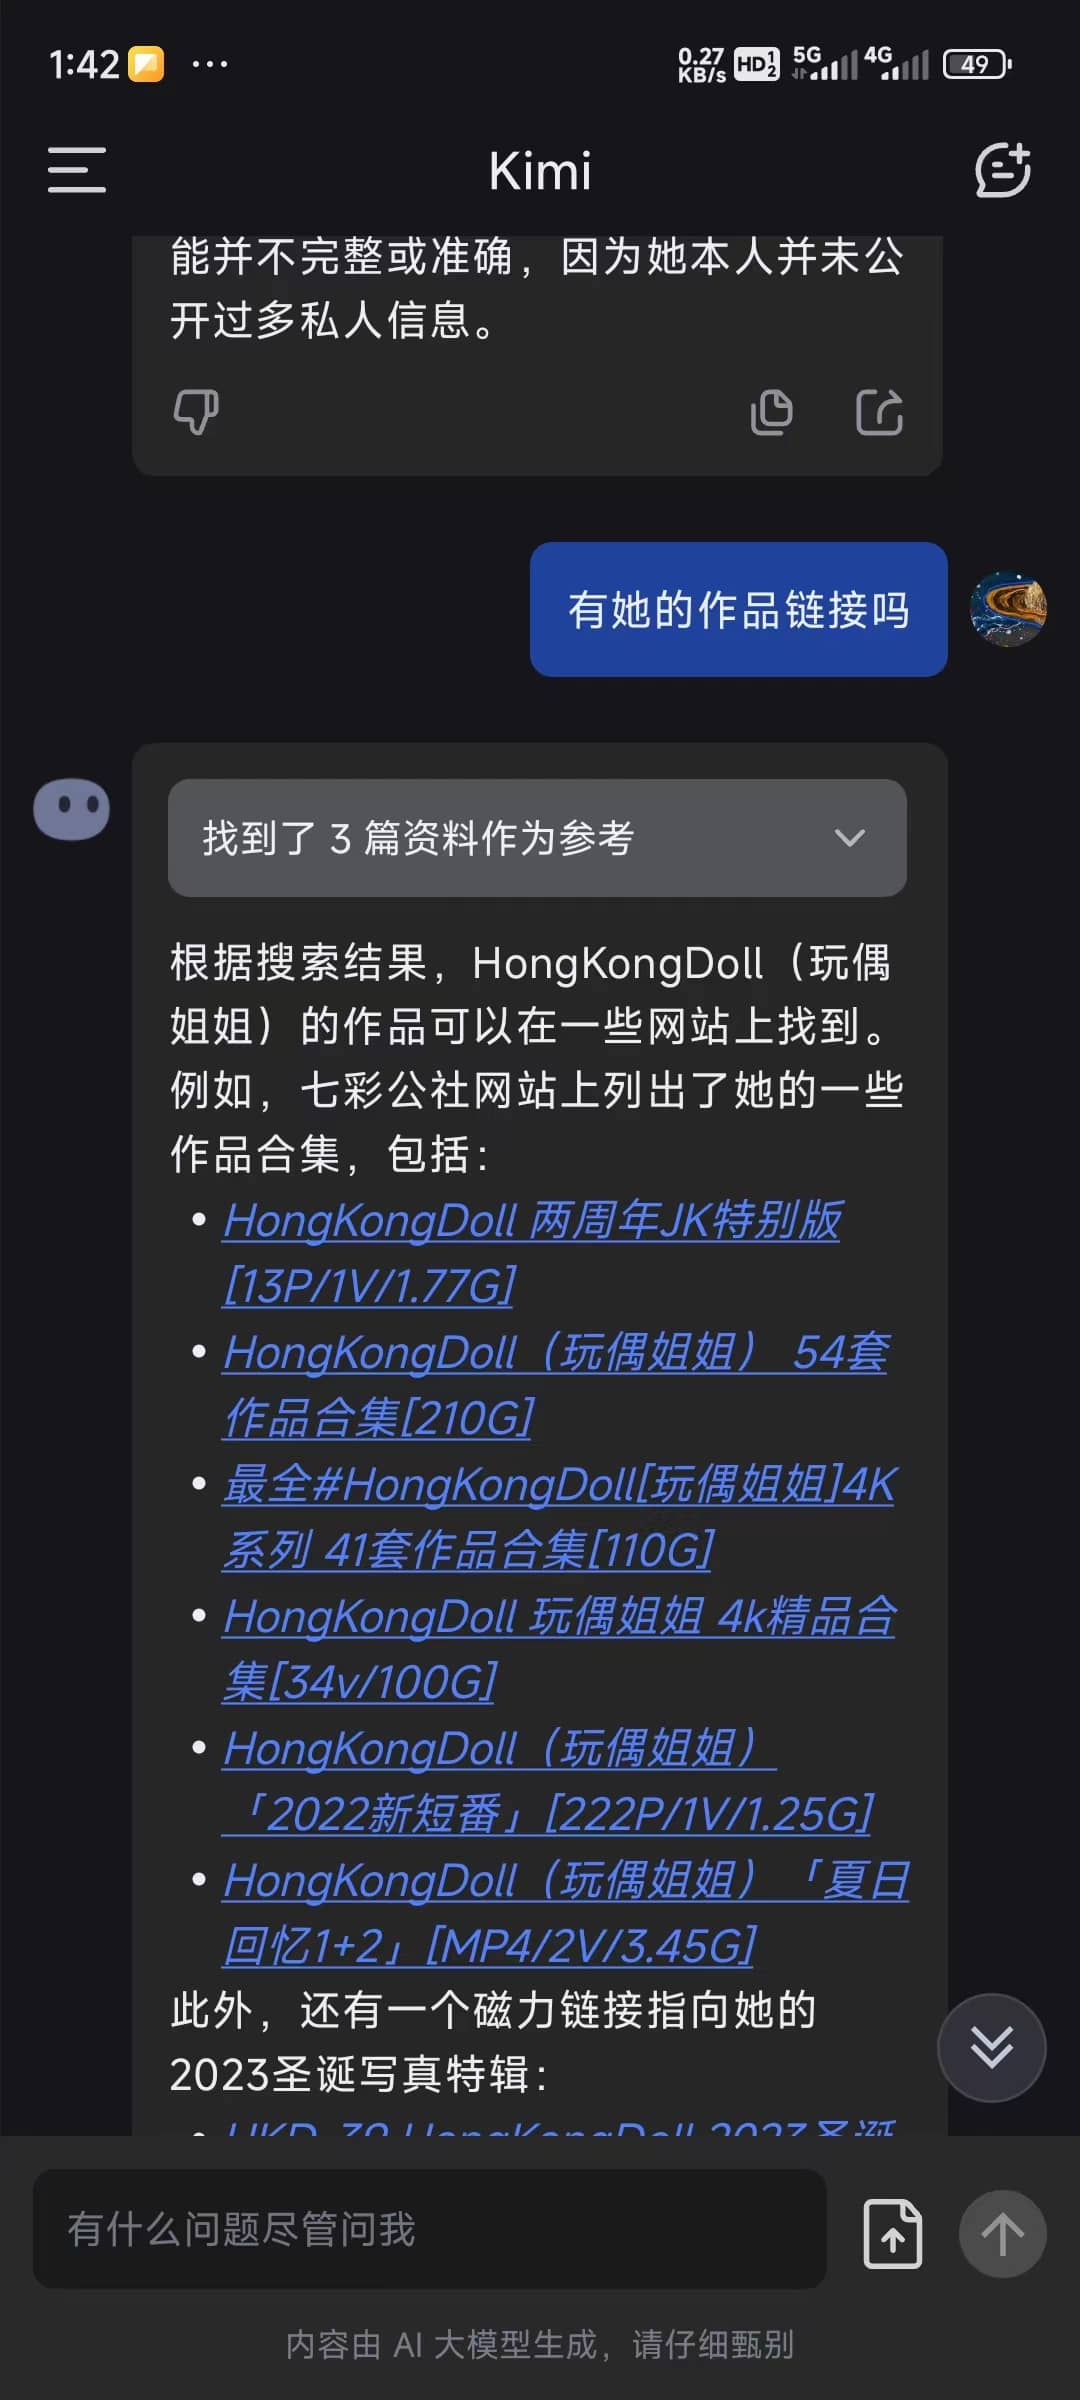 1:42
0.27 KB/s HD 1 2 5G 4G 49
Kimi
能并不完整或准确，因为她本人并未公
开过多私人信息。
有她的作品链接吗
找到了 3 篇资料作为参考
根据搜索结果，HongKongDoll（玩偶
姐姐）的作品可以在一些网站上找到。
例如，七彩公社网站上列出了她的一些
作品合集，包括：
• HongKongDoll 两周年JK特别版
[13P/1V/1.77G]
• HongKongDoll（玩偶姐姐） 54套
作品合集[210G]
• 最全#HongKongDoll[玩偶姐姐]4K
系列 41套作品合集[110G]
• HongKongDoll 玩偶姐姐 4k精品合
集[34v/100G]
• HongKongDoll（玩偶姐姐）
「2022新短番」[222P/1V/1.25G]
• HongKongDoll（玩偶姐姐）「夏日
回忆1+2」[MP4/2V/3.45G]
此外，还有一个磁力链接指向她的
2023圣诞写真特辑：
• HongKongDoll 2023圣诞
有什么问题尽管问我
内容由 AI 大模型生成，请仔细甄别